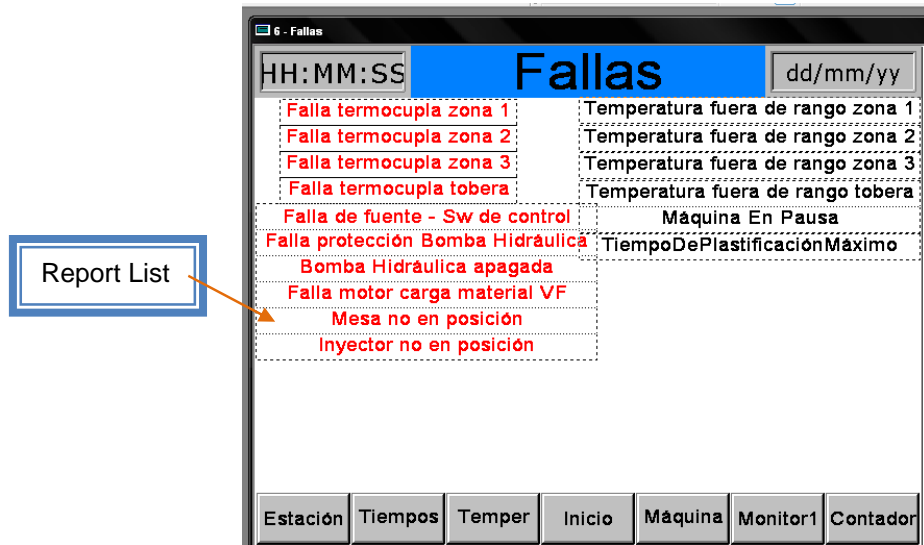 6 - Fallas
HH:MM:SS
Fallas
dd/mm/yy
Falla termocupla zona 1
Falla termocupla zona 2
Falla termocupla zona 3
Falla termocupla tobera
Falla de fuente - Sw de control
Falla protección Bomba Hidráulica
Bomba Hidráulica apagada
Falla motor carga material VF
Mesa no en posición
Inyector no en posición
Temperatura fuera de rango zona 1
Temperatura fuera de rango zona 2
Temperatura fuera de rango zona 3
Temperatura fuera de rango tobera
Máquina En Pausa
TiempoDePlastificaciónMáximo
Report List
Estación
Tiempos
Temper
Inicio
Máquina
Monitor1
Contador